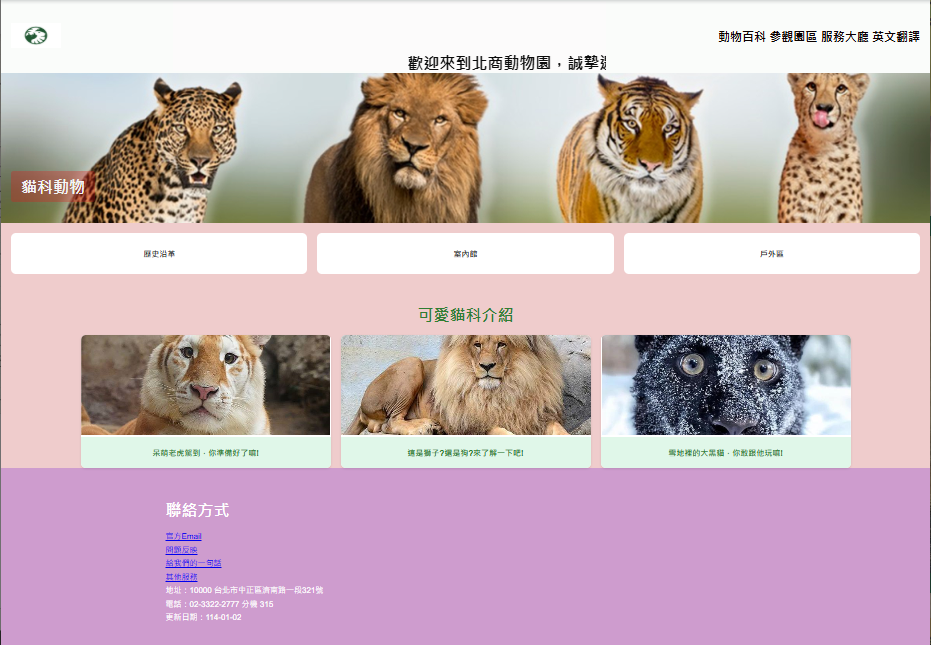 動物百科 參觀園區 服務大廳 英文翻譯
歡迎來到北商動物園，誠摯
貓科動物
歷史沿革
室內館
戶外區
可愛貓科介紹
呆萌老虎駕到，你準備好了嗎!
這是獅子?還是狗?來了解一下吧!
雪地裡的大黑貓，你敢跟他玩嗎!
聯絡方式
官方Email
問題反映
給我們的一句話
其他服務
地址：10000 台北市中正區濟南路一段321號
電話：02-3322-2777 分機 315
更新日期：114-01-02